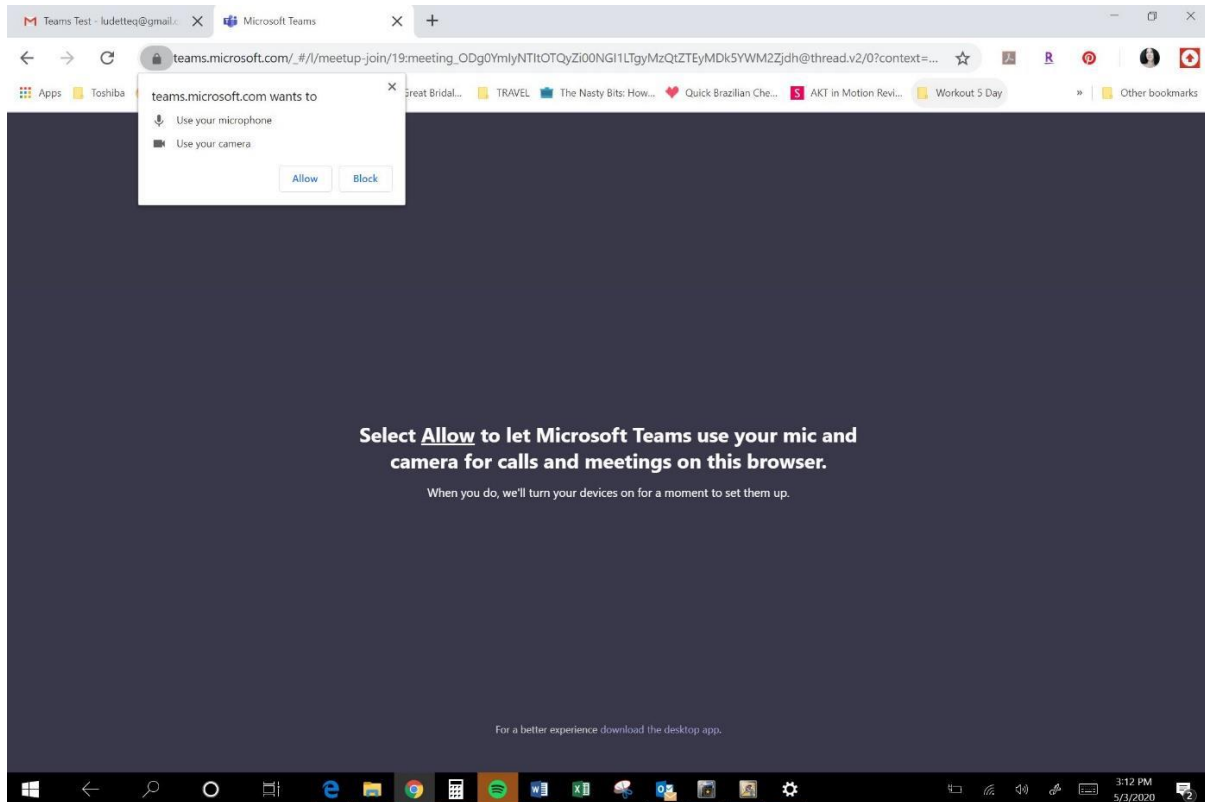 Teams Test - ludetteq@gmail.c
Microsoft Teams
teams.microsoft.com/_#/l/meetup-join/19:meeting_ODg0YmIyNTItOTQyZi00NGI1LTgyMzQtZTEyMDk5YWM2Zjdh@thread.v2/0?context=...
Apps
Toshiba
Great Bridal...
TRAVEL
The Nasty Bits: How...
Quick Brazilian Che...
AKT in Motion Revi...
Workout 5 Day
»
Other bookmarks
teams.microsoft.com wants to
Use your microphone
Use your camera
Allow
Block
Select Allow to let Microsoft Teams use your mic and
camera for calls and meetings on this browser.
When you do, we'll turn your devices on for a moment to set them up.
For a better experience download the desktop app.
3:12 PM
5/3/2020